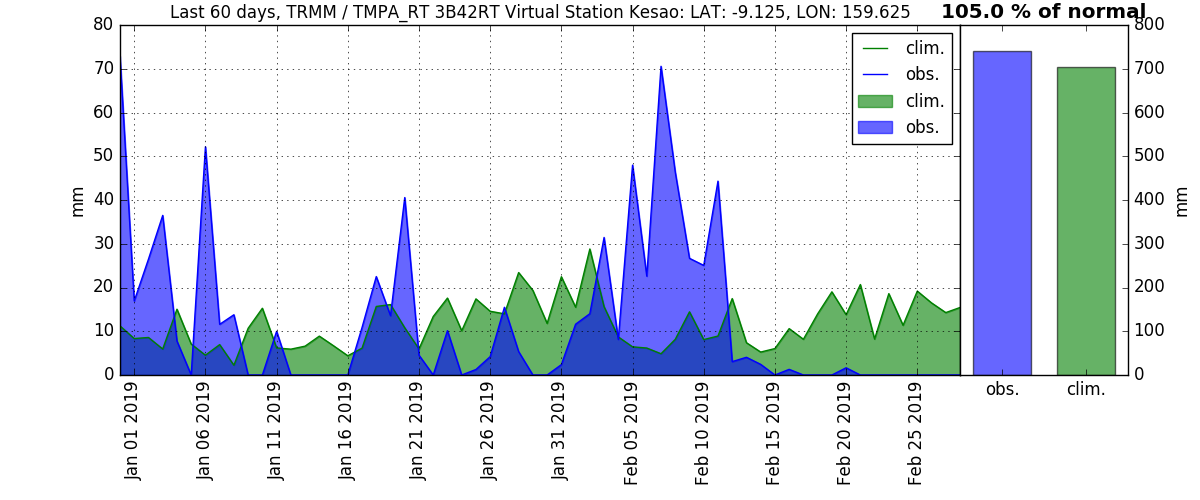 Last 60 days, TRMM / TMPA_RT 3B42RT Virtual Station Kesao: LAT: -9.125, LON: 159.625
105.0 % of normal
80
70
60
50
40
30
20
10
0
mm
clim.
obs.
clim.
obs.
Jan 01 2019
Jan 06 2019
Jan 11 2019
Jan 16 2019
Jan 21 2019
Jan 26 2019
Jan 31 2019
Feb 05 2019
Feb 10 2019
Feb 15 2019
Feb 20 2019
Feb 25 2019
800
700
600
500
400
300
200
100
0
mm
obs.
clim.